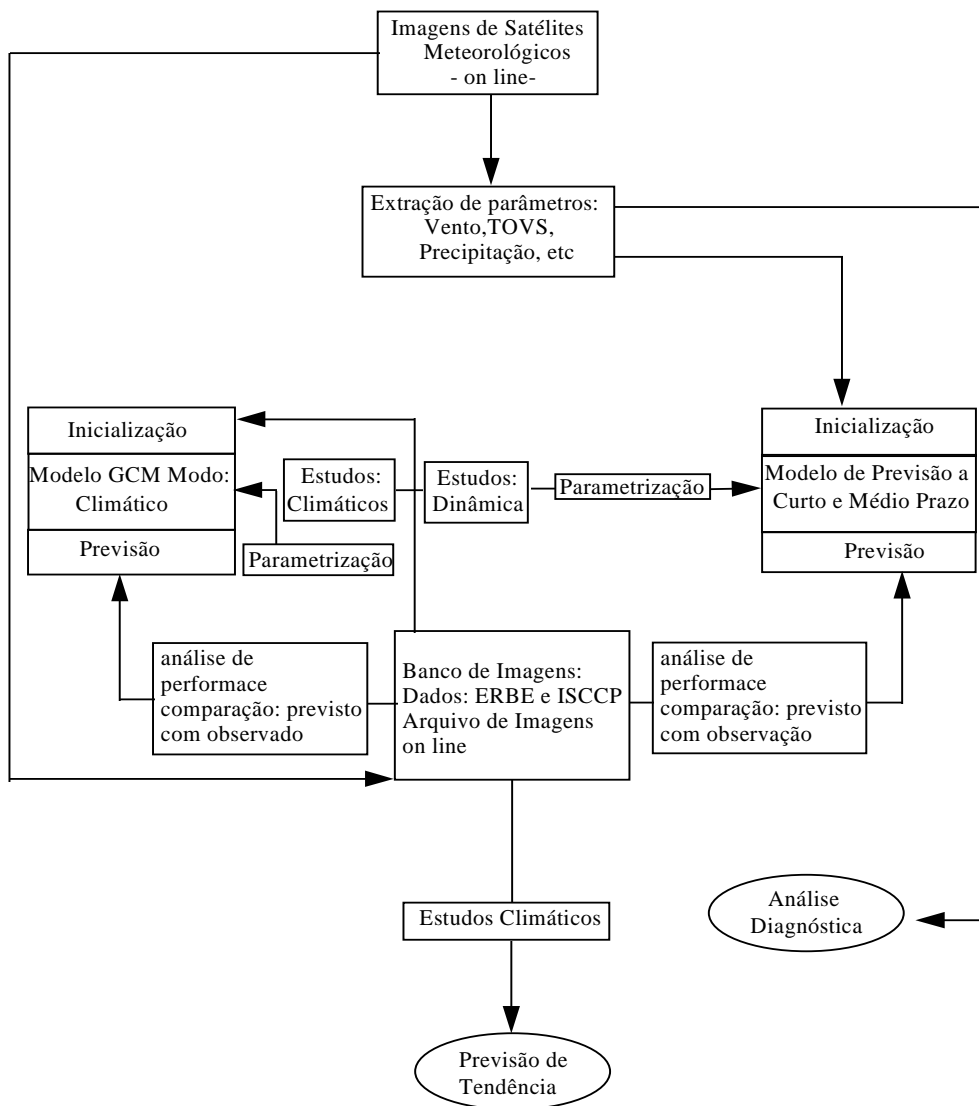 Imagens de Satélites
Meteorológicos
- on line-
Extração de parâmetros:
Vento,TOVS,
Precipitação, etc
Inicialização
Modelo GCM Modo:
Climático
Previsão
Estudos:
Climáticos
Estudos:
Dinâmica
Parametrização
Parametrização
Inicialização
Modelo de Previsão a
Curto e Médio Prazo
Previsão
análise de
performace
comparação: previsto
com observado
Banco de Imagens:
Dados: ERBE e ISCCP
Arquivo de Imagens
on line
análise de
performace
comparação: previsto
com observação
Estudos Climáticos
Análise
Diagnóstica
Previsão de
Tendência